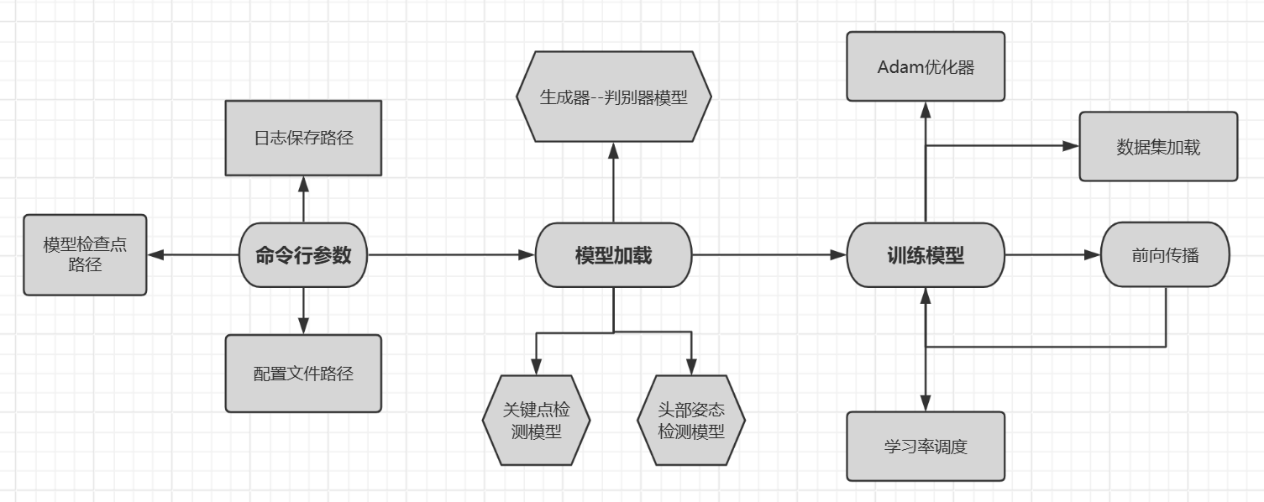 Adam优化器
生成器--判别器模型
日志保存路径
数据集加载
模型检查点
路径
命令行参数
模型加载
训练模型
前向传播
配置文件路径
关键点检
测模型
头部姿态
检测模型
学习率调度